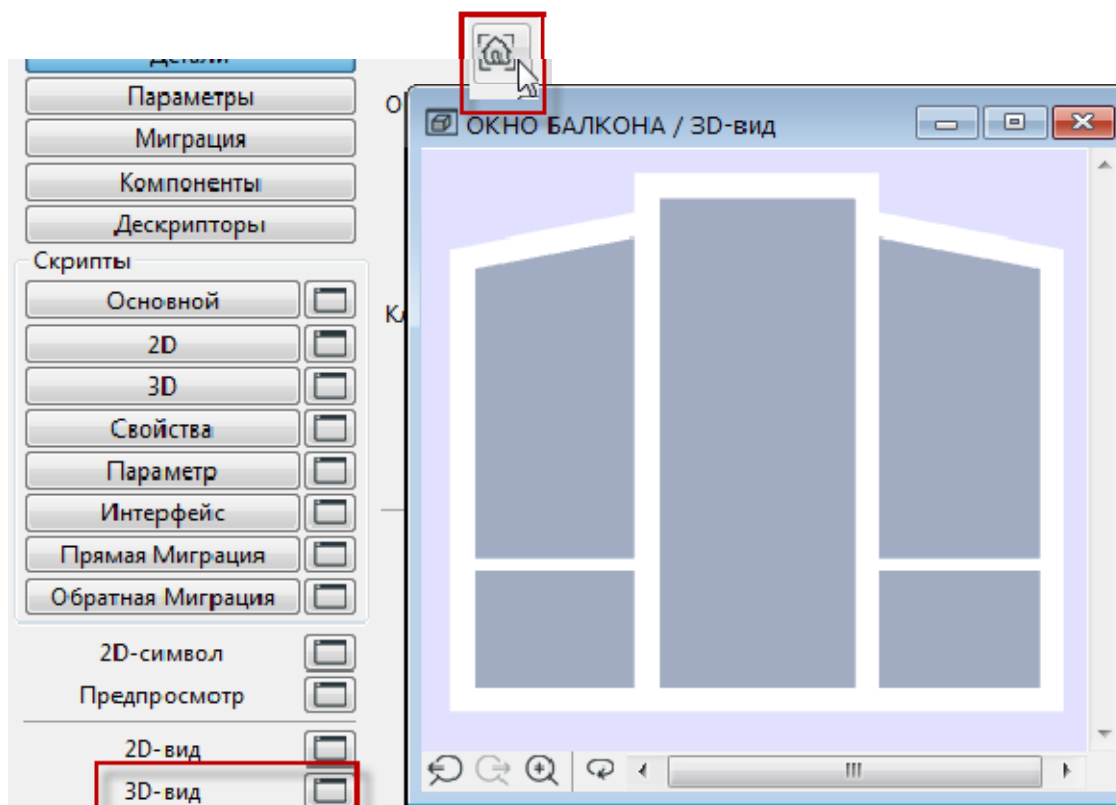 Детали
Параметры
Миграция
Компоненты
Дескрипторы
Скрипты
Основной
2D
3D
Свойства
Параметр
Интерфейс
Прямая Миграция
Обратная Миграция
2D-символ
Предпросмотр
2D-вид
3D-вид
ОКНО БАЛКОНА / 3D-вид